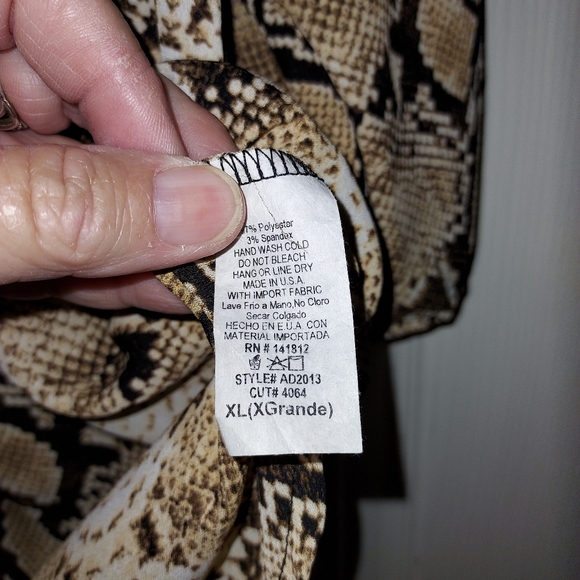 7% Polyester
3% Spandex
HAND WASH COLD
DO NOT BLEACH
HANG OR LINE DRY
MADE IN U.S.A.
WITH IMPORT FABRIC
Lave Frio a Mano,No Cloro
Secar Colgado
HECHO EN E.U.A. CON
MATERIAL IMPORTADA
RN # 141812
STYLE# AD2013
CUT# 4064
XL(XGrande)